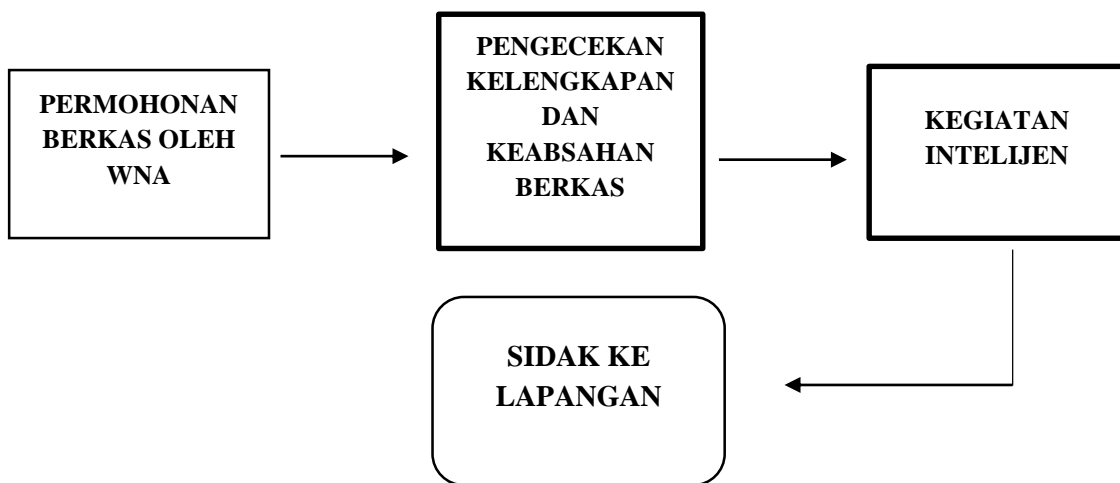 PERMOHONAN
BERKAS OLEH
WNA
PENGECEKAN
KELENGKAPAN
DAN
KEABSAHAN
BERKAS
KEGIATAN
INTELIJEN
SIDAK KE
LAPANGAN